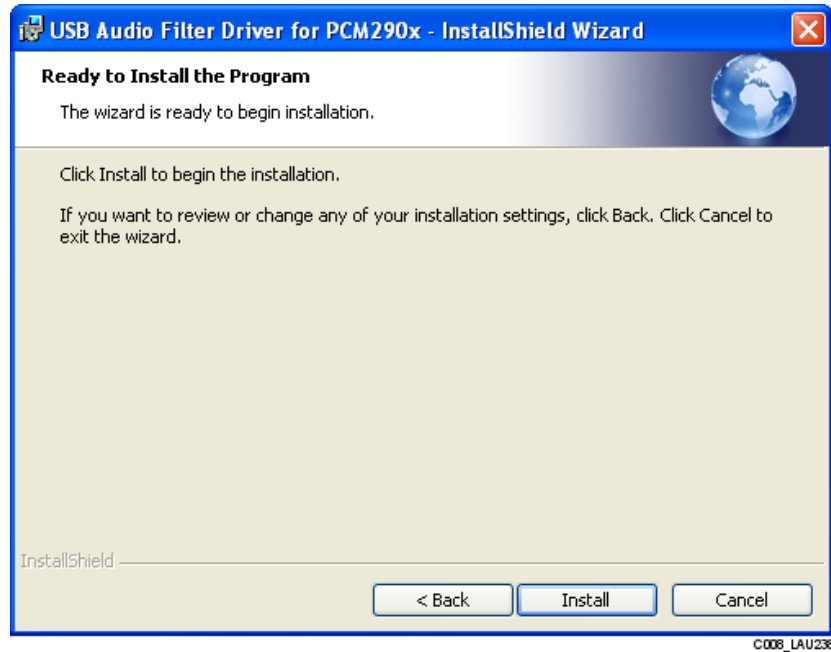 USB Audio Filter Driver for PCM290x - InstallShield Wizard
Ready to Install the Program
The wizard is ready to begin installation.
Click Install to begin the installation.
If you want to review or change any of your installation settings, click Back. Click Cancel to
exit the wizard.
InstallShield
< Back Install Cancel